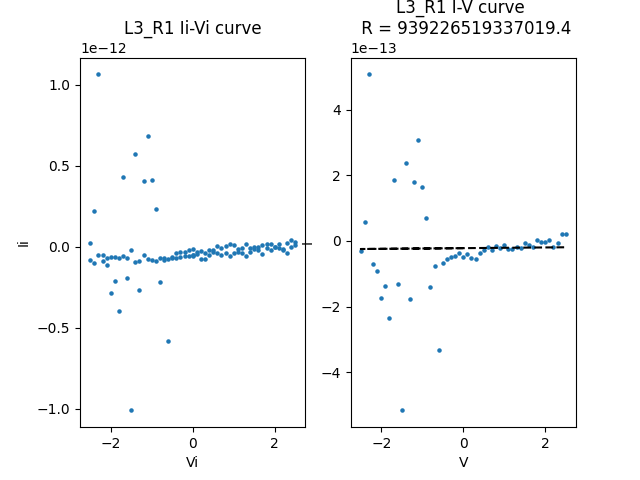 L3_R1 Ii-Vi curve
1e−12
1.0
0.5
0.0
−0.5
−1.0
Ii
−2
0
2
Vi
L3_R1 I-V curve
R = 939226519337019.4
1e−13
4
2
0
−2
−4
I
−2
0
2
V